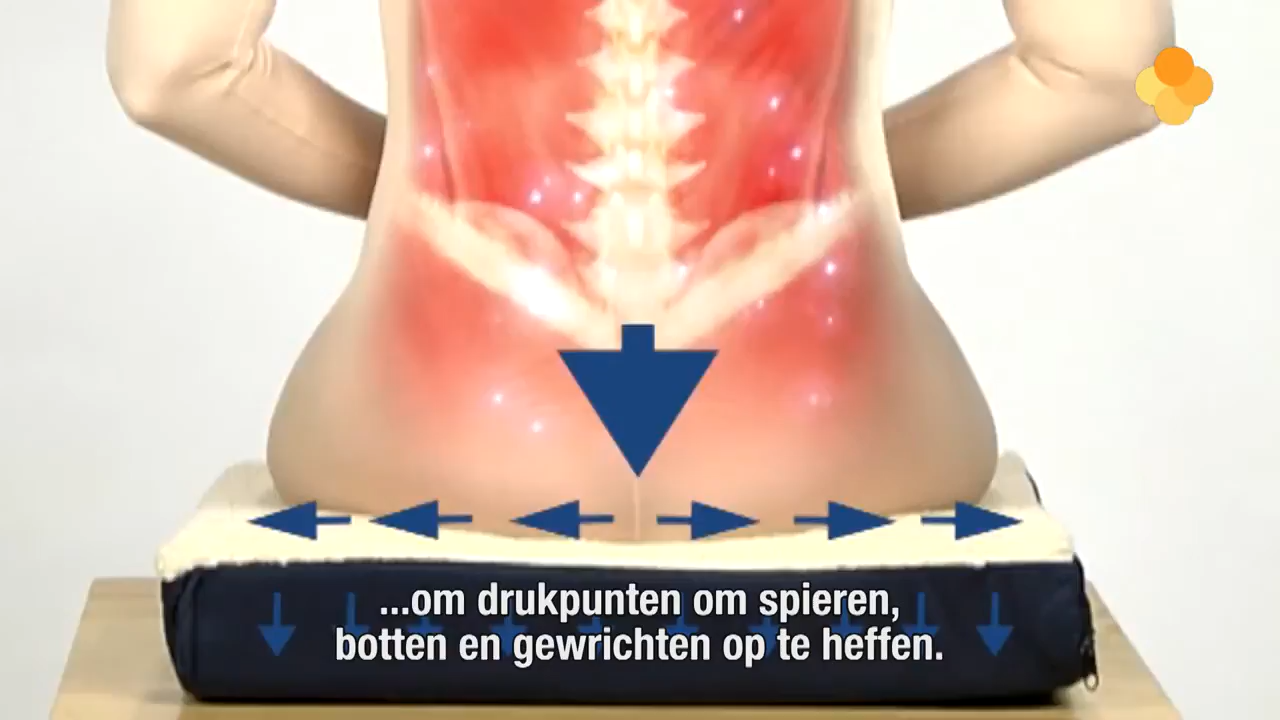 ...om drukpunten om spieren,
botten en gewrichten op te heffen.